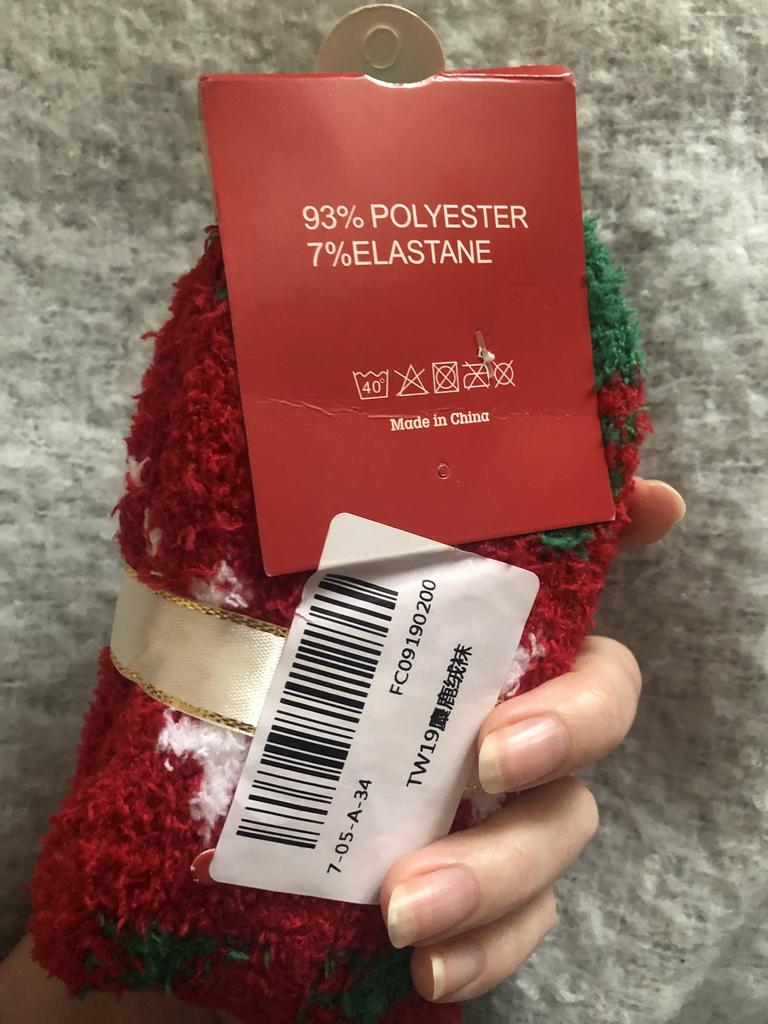 93% POLYESTER
7%ELASTANE
40°
Made in China
FC09190200
TW19麋鹿绒袜
7-05-A-34